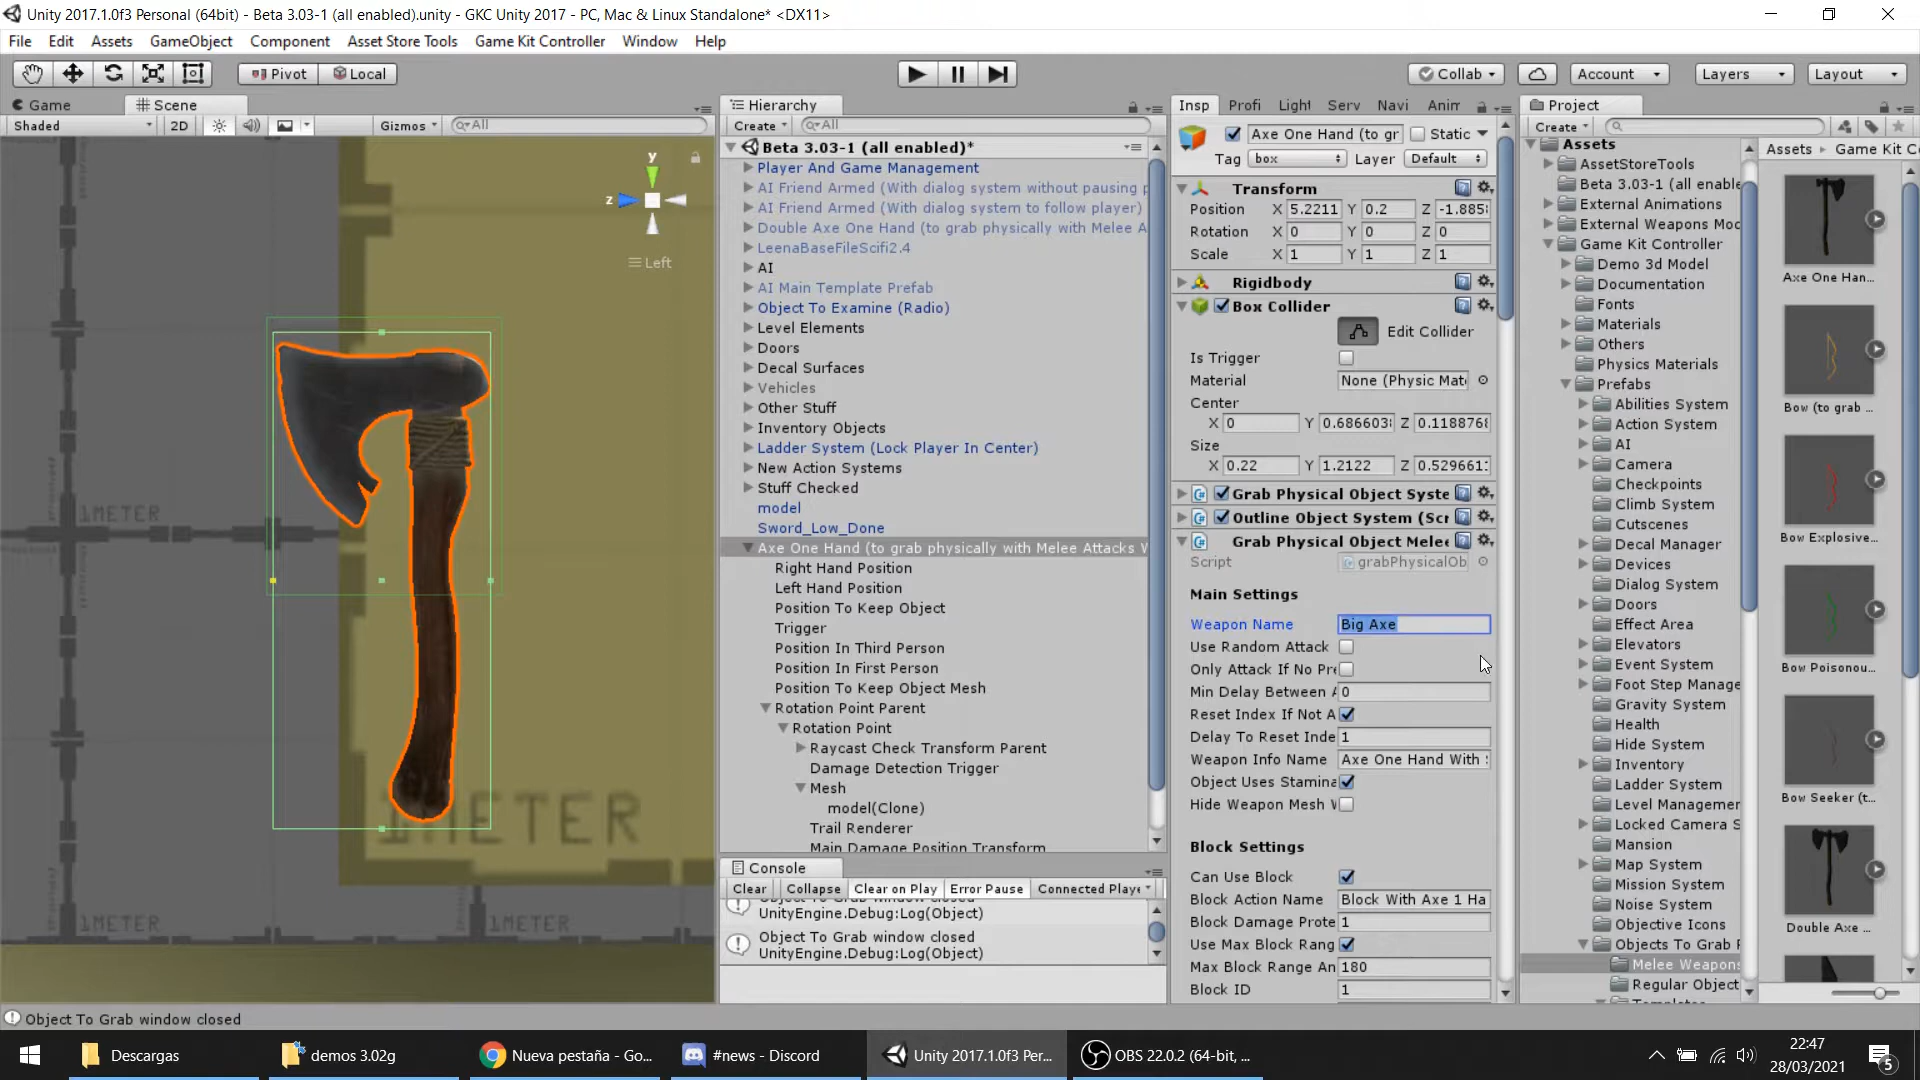 Unity 2017.1.0f3 Personal (64bit) - Beta 3.03-1 (all enabled).unity - GKC Unity 2017 - PC, Mac & Linux Standalone* <DX11>
File Edit Assets GameObject Component Asset Store Tools Game Kit Controller Window Help
Pivot Local Collab Account Layers Layout
Game Scene
Shaded 2D Gizmos All
y
z
Left
1METER
1METER
1METER
1METER
Hierarchy
Create All
Beta 3.03-1 (all enabled)*
Player And Game Management
AI Friend Armed (With dialog system without pausing p
AI Friend Armed (With dialog system to follow player)
Double Axe One Hand (to grab physically with Melee A
LeenaBaseFileScifi2.4
AI
AI Main Template Prefab
Object To Examine (Radio)
Level Elements
Doors
Decal Surfaces
Vehicles
Other Stuff
Inventory Objects
Ladder System (Lock Player In Center)
New Action Systems
Stuff Checked
model
Sword_Low_Done
Axe One Hand (to grab physically with Melee Attacks W
Right Hand Position
Left Hand Position
Position To Keep Object
Trigger
Position In Third Person
Position In First Person
Position To Keep Object Mesh
Rotation Point Parent
Rotation Point
Raycast Check Transform Parent
Damage Detection Trigger
Mesh
model(Clone)
Trail Renderer
Main Damage Position Transform
Console
Clear Collapse Clear on Play Error Pause Connected Playe
Object To Grab window closed
UnityEngine.Debug:Log(Object)
Object To Grab window closed
UnityEngine.Debug:Log(Object)
Insp Profi Light Serv Navi Anim
Axe One Hand (to gr Static
Tag box Layer Default
Transform
Position X 5.2211 Y 0.2 Z -1.885
Rotation X 0 Y 0 Z 0
Scale X 1 Y 1 Z 1
Rigidbody
Box Collider
Edit Collider
Is Trigger
Material None (Physic Mate
Center
X 0 Y 0.686603 Z 0.118876
Size
X 0.22 Y 1.2122 Z 0.529661
Grab Physical Object Syste
Outline Object System (Scr
Grab Physical Object Melee
Script grabPhysicalOb
Main Settings
Weapon Name Big Axe
Use Random Attack
Only Attack If No Pre
Min Delay Between A 0
Reset Index If Not A
Delay To Reset Inde 1
Weapon Info Name Axe One Hand With S
Object Uses Stamina
Hide Weapon Mesh W
Block Settings
Can Use Block
Block Action Name Block With Axe 1 Ha
Block Damage Prote 1
Use Max Block Rang
Max Block Range An 180
Block ID 1
Project
Create
Assets
AssetStoreTools
Beta 3.03-1 (all enable
External Animations
External Weapons Mod
Game Kit Controller
Demo 3d Model
Documentation
Fonts
Materials
Others
Physics Materials
Prefabs
Abilities System
Action System
AI
Camera
Checkpoints
Climb System
Cutscenes
Decal Manager
Devices
Dialog System
Doors
Effect Area
Elevators
Event System
Foot Step Manage
Gravity System
Health
Hide System
Inventory
Ladder System
Level Managemen
Locked Camera S
Mansion
Map System
Mission System
Noise System
Objective Icons
Objects To Grab P
Melee Weapons
Regular Object
Templates
Assets Game Kit Co
Axe One Han...
Bow (to grab ...
Bow Explosive...
Bow Poisonou...
Bow Seeker (t...
Double Axe ...
Object To Grab window closed
Descargas demos 3.02g Nueva pestaña - Go... #news - Discord Unity 2017.1.0f3 Per... OBS 22.0.2 (64-bit, ... 22:47
28/03/2021
5